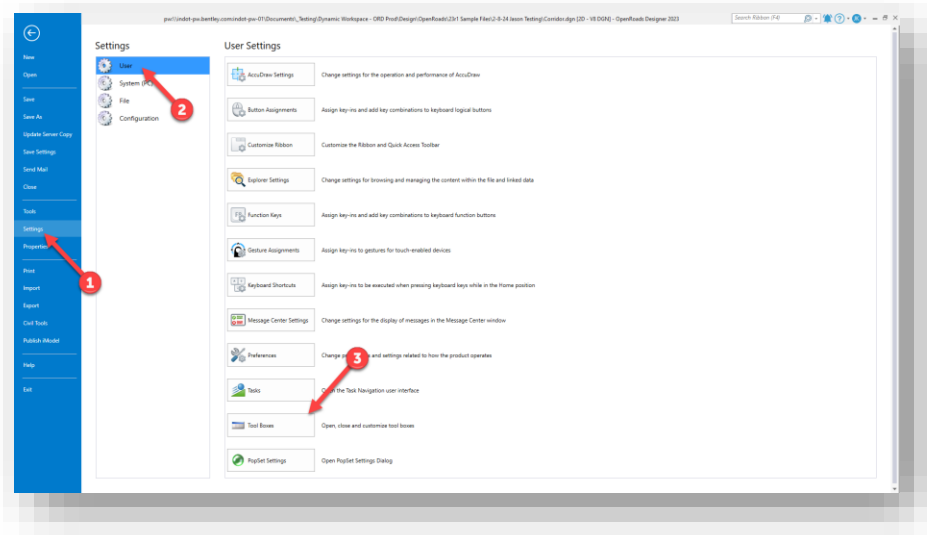 pw:\\indot-pw.bentley.com:indot-pw-01\Documents\_Testing\Dynamic Workspace - ORD Prod\Design\OpenRoads\23r1 Sample Files\2-9-24 Jason Testing\Corridor.dgn [2D - V8 DGN] - OpenRoads Designer 2023
Search Ribbon (F4)
New
Open
Save
Save As
Update Server Copy
Save Settings
Send Mail
Close
Tools
Settings
Properties
Print
Import
Export
Civil Tools
Publish iModel
Help
Exit
Settings
User
System (PC)
File
Configuration
1
2
3
User Settings
AccuDraw Settings Change settings for the operation and performance of AccuDraw
Button Assignments Assign key-ins and add key combinations to keyboard logical buttons
Customize Ribbon Customize the Ribbon and Quick Access Toolbar
Explorer Settings Change settings for browsing and managing the content within the file and linked data
Function Keys Assign key-ins and add key combinations to keyboard function buttons
Gesture Assignments Assign key-ins to gestures for touch-enabled devices
Keyboard Shortcuts Assign key-ins to be executed when pressing keyboard keys while in the Home position
Message Center Settings Change settings for the display of messages in the Message Center window
Preferences Change and settings related to how the product operates
Tasks the Task Navigation user interface
Tool Boxes Open, close and customize tool boxes
PopSet Settings Open PopSet Settings Dialog